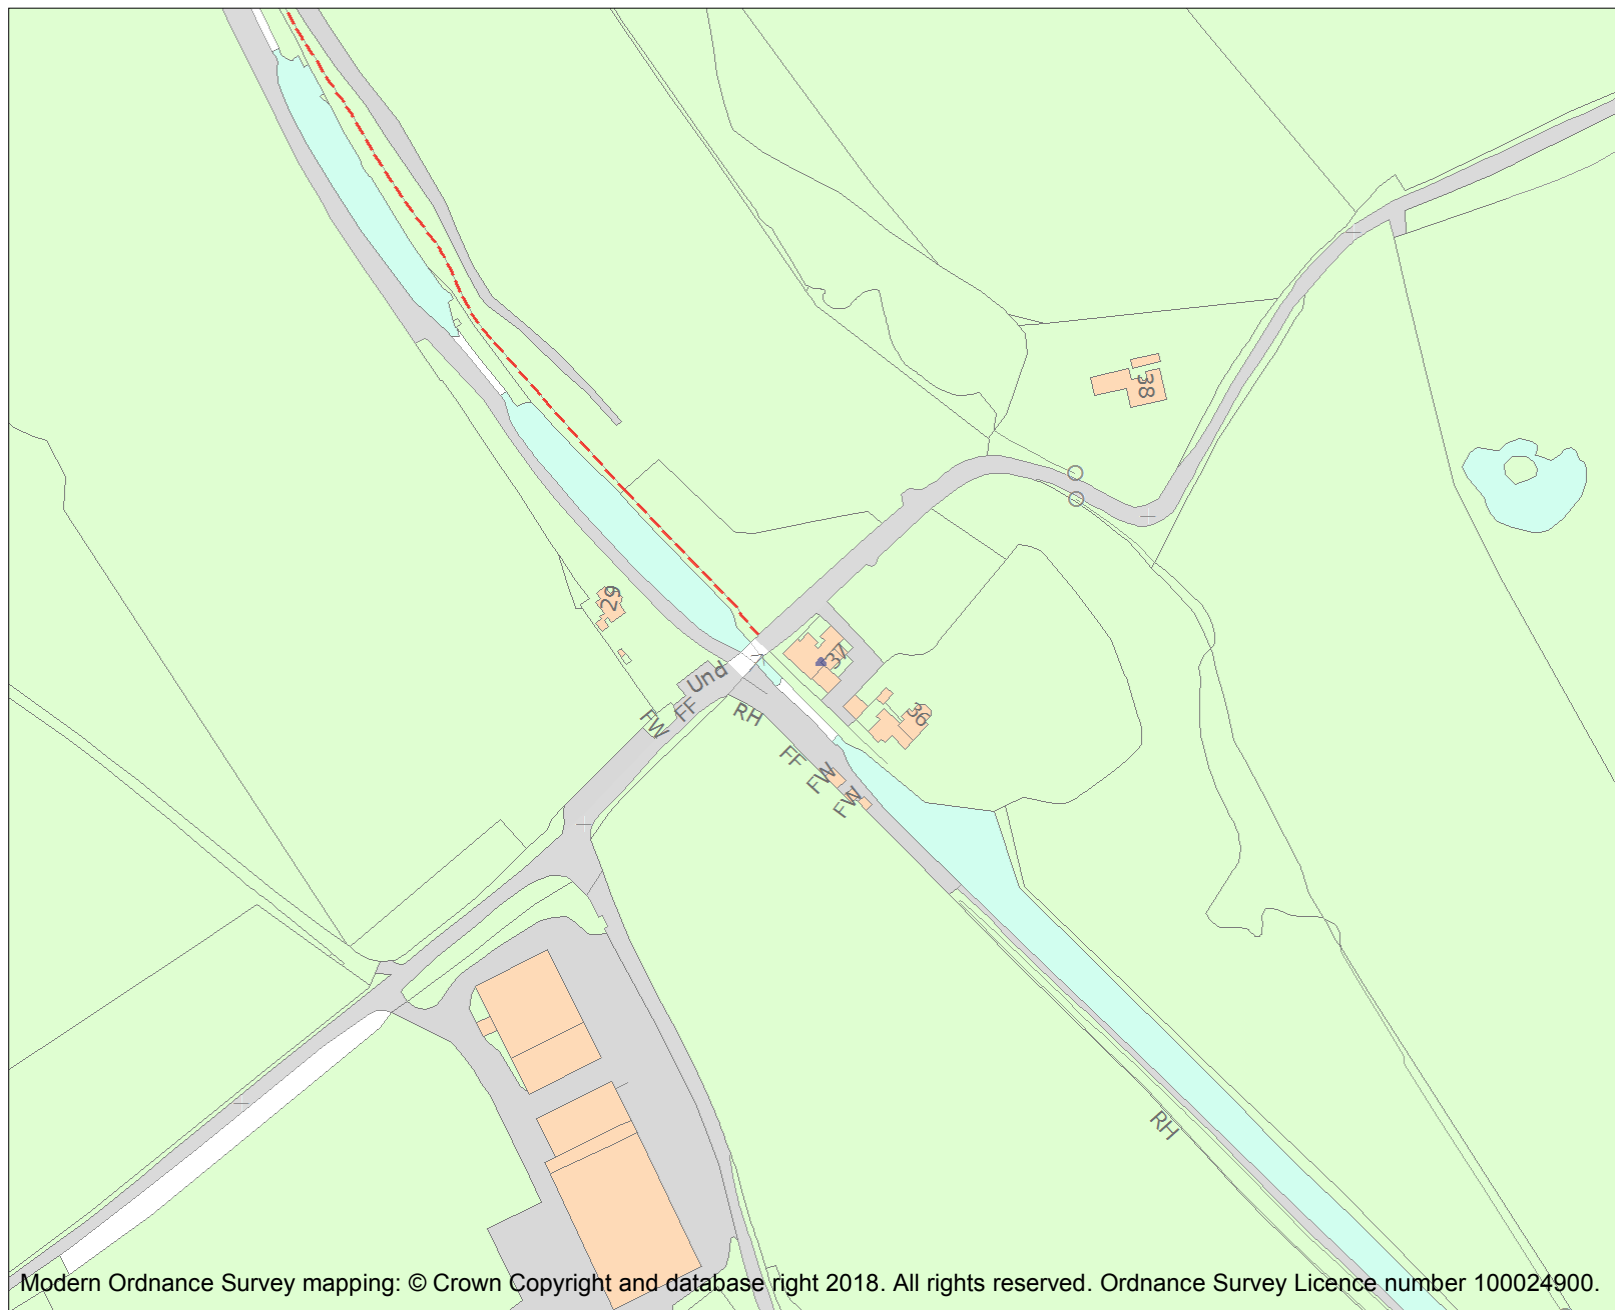 38
29
37
Und
36
FF
FW
RH
FF
FW
FW
RH
Modern Ordnance Survey mapping: © Crown Copyright and database right 2018. All rights reserved. Ordnance Survey Licence number 100024900.